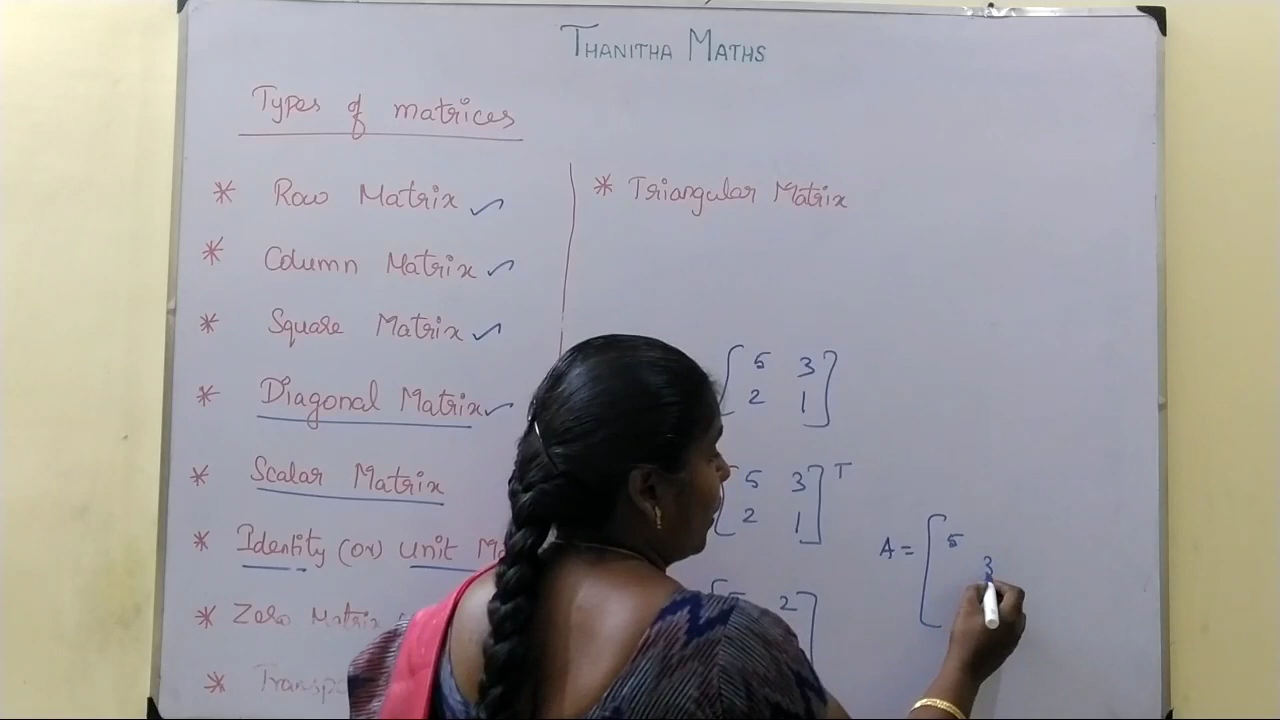 THANITHA MATHS
Types of matrices
* Row Matrix ✓
* Column Matrix ✓
* Square Matrix ✓
* Diagonal Matrix ✓
* Scalar Matrix
* Identity (or) Unit
* Zero Matrix
*
* Triangular Matrix
5 3
2 1
5 3 T
2 1
2
A = [ 5
3